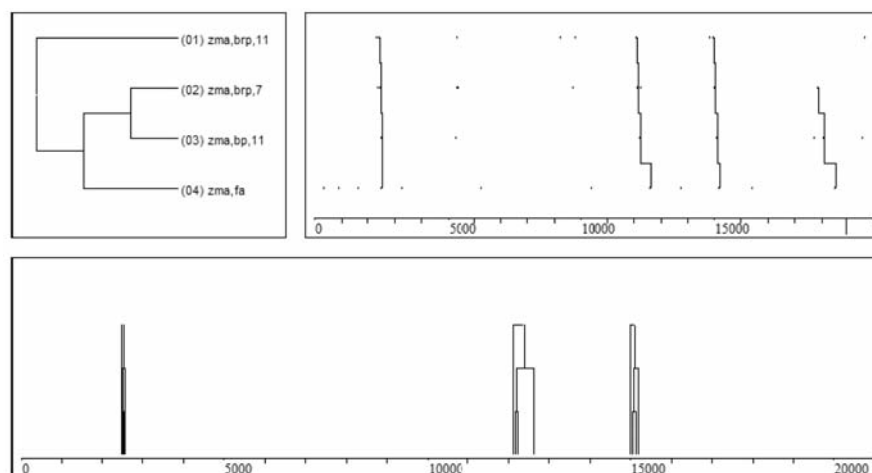 (01) zma,brp,11
(02) zma,brp,7
(03) zma,bp,11
(04) zma,fa
0 5000 10000 15000
0 5000 10000 15000 20000